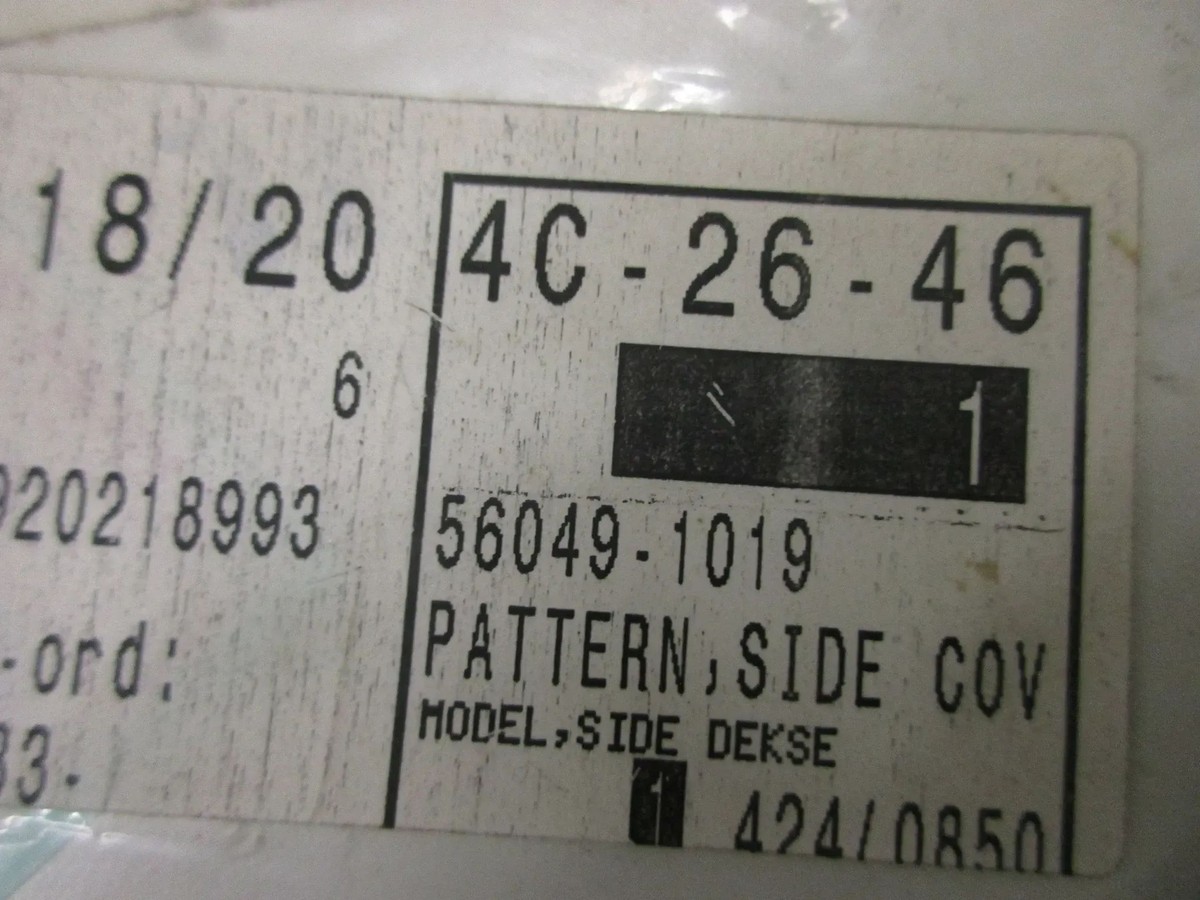 18/20
4C-26-46
6
1
920218993
56049-1019
PATTERN,SIDE COV
-ord:
MODEL,SIDE DEKSE
33.
1 424/0850